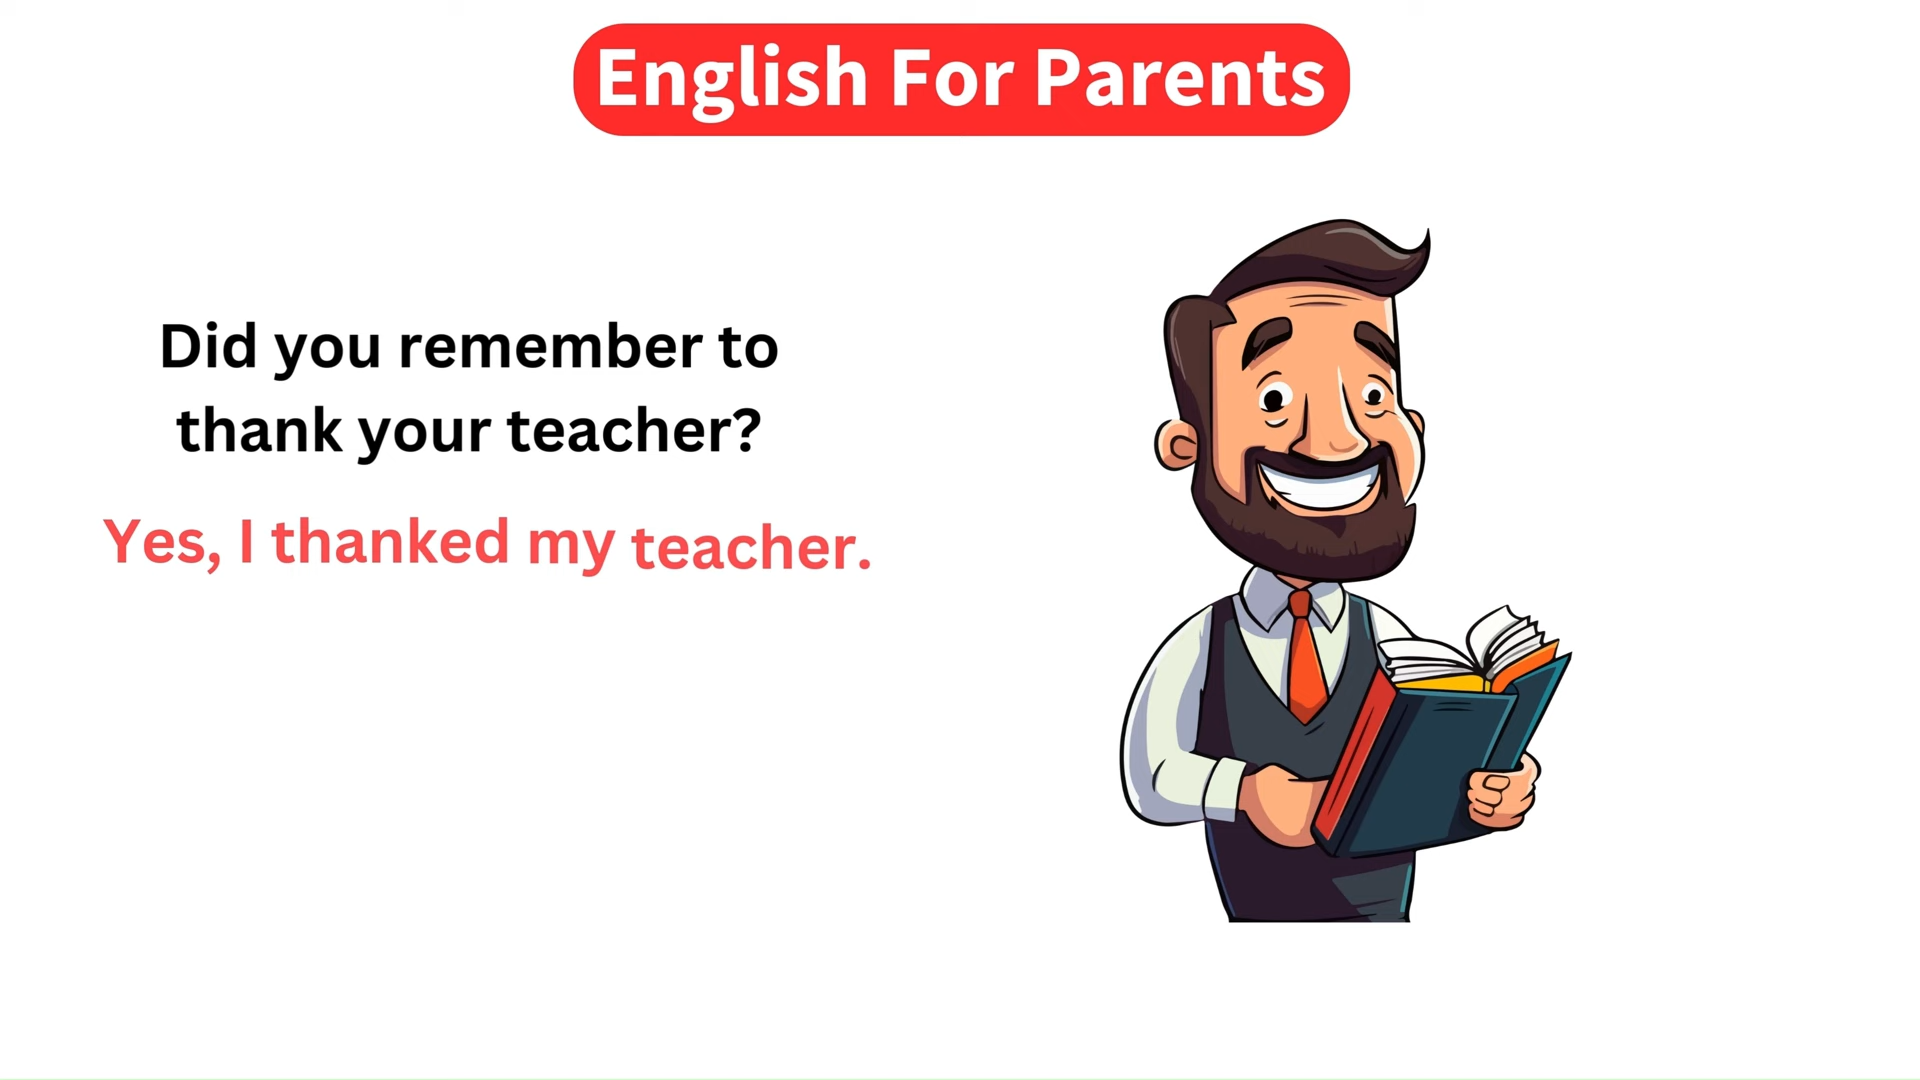 English For Parents
Did you remember to
thank your teacher?
Yes, I thanked my teacher.